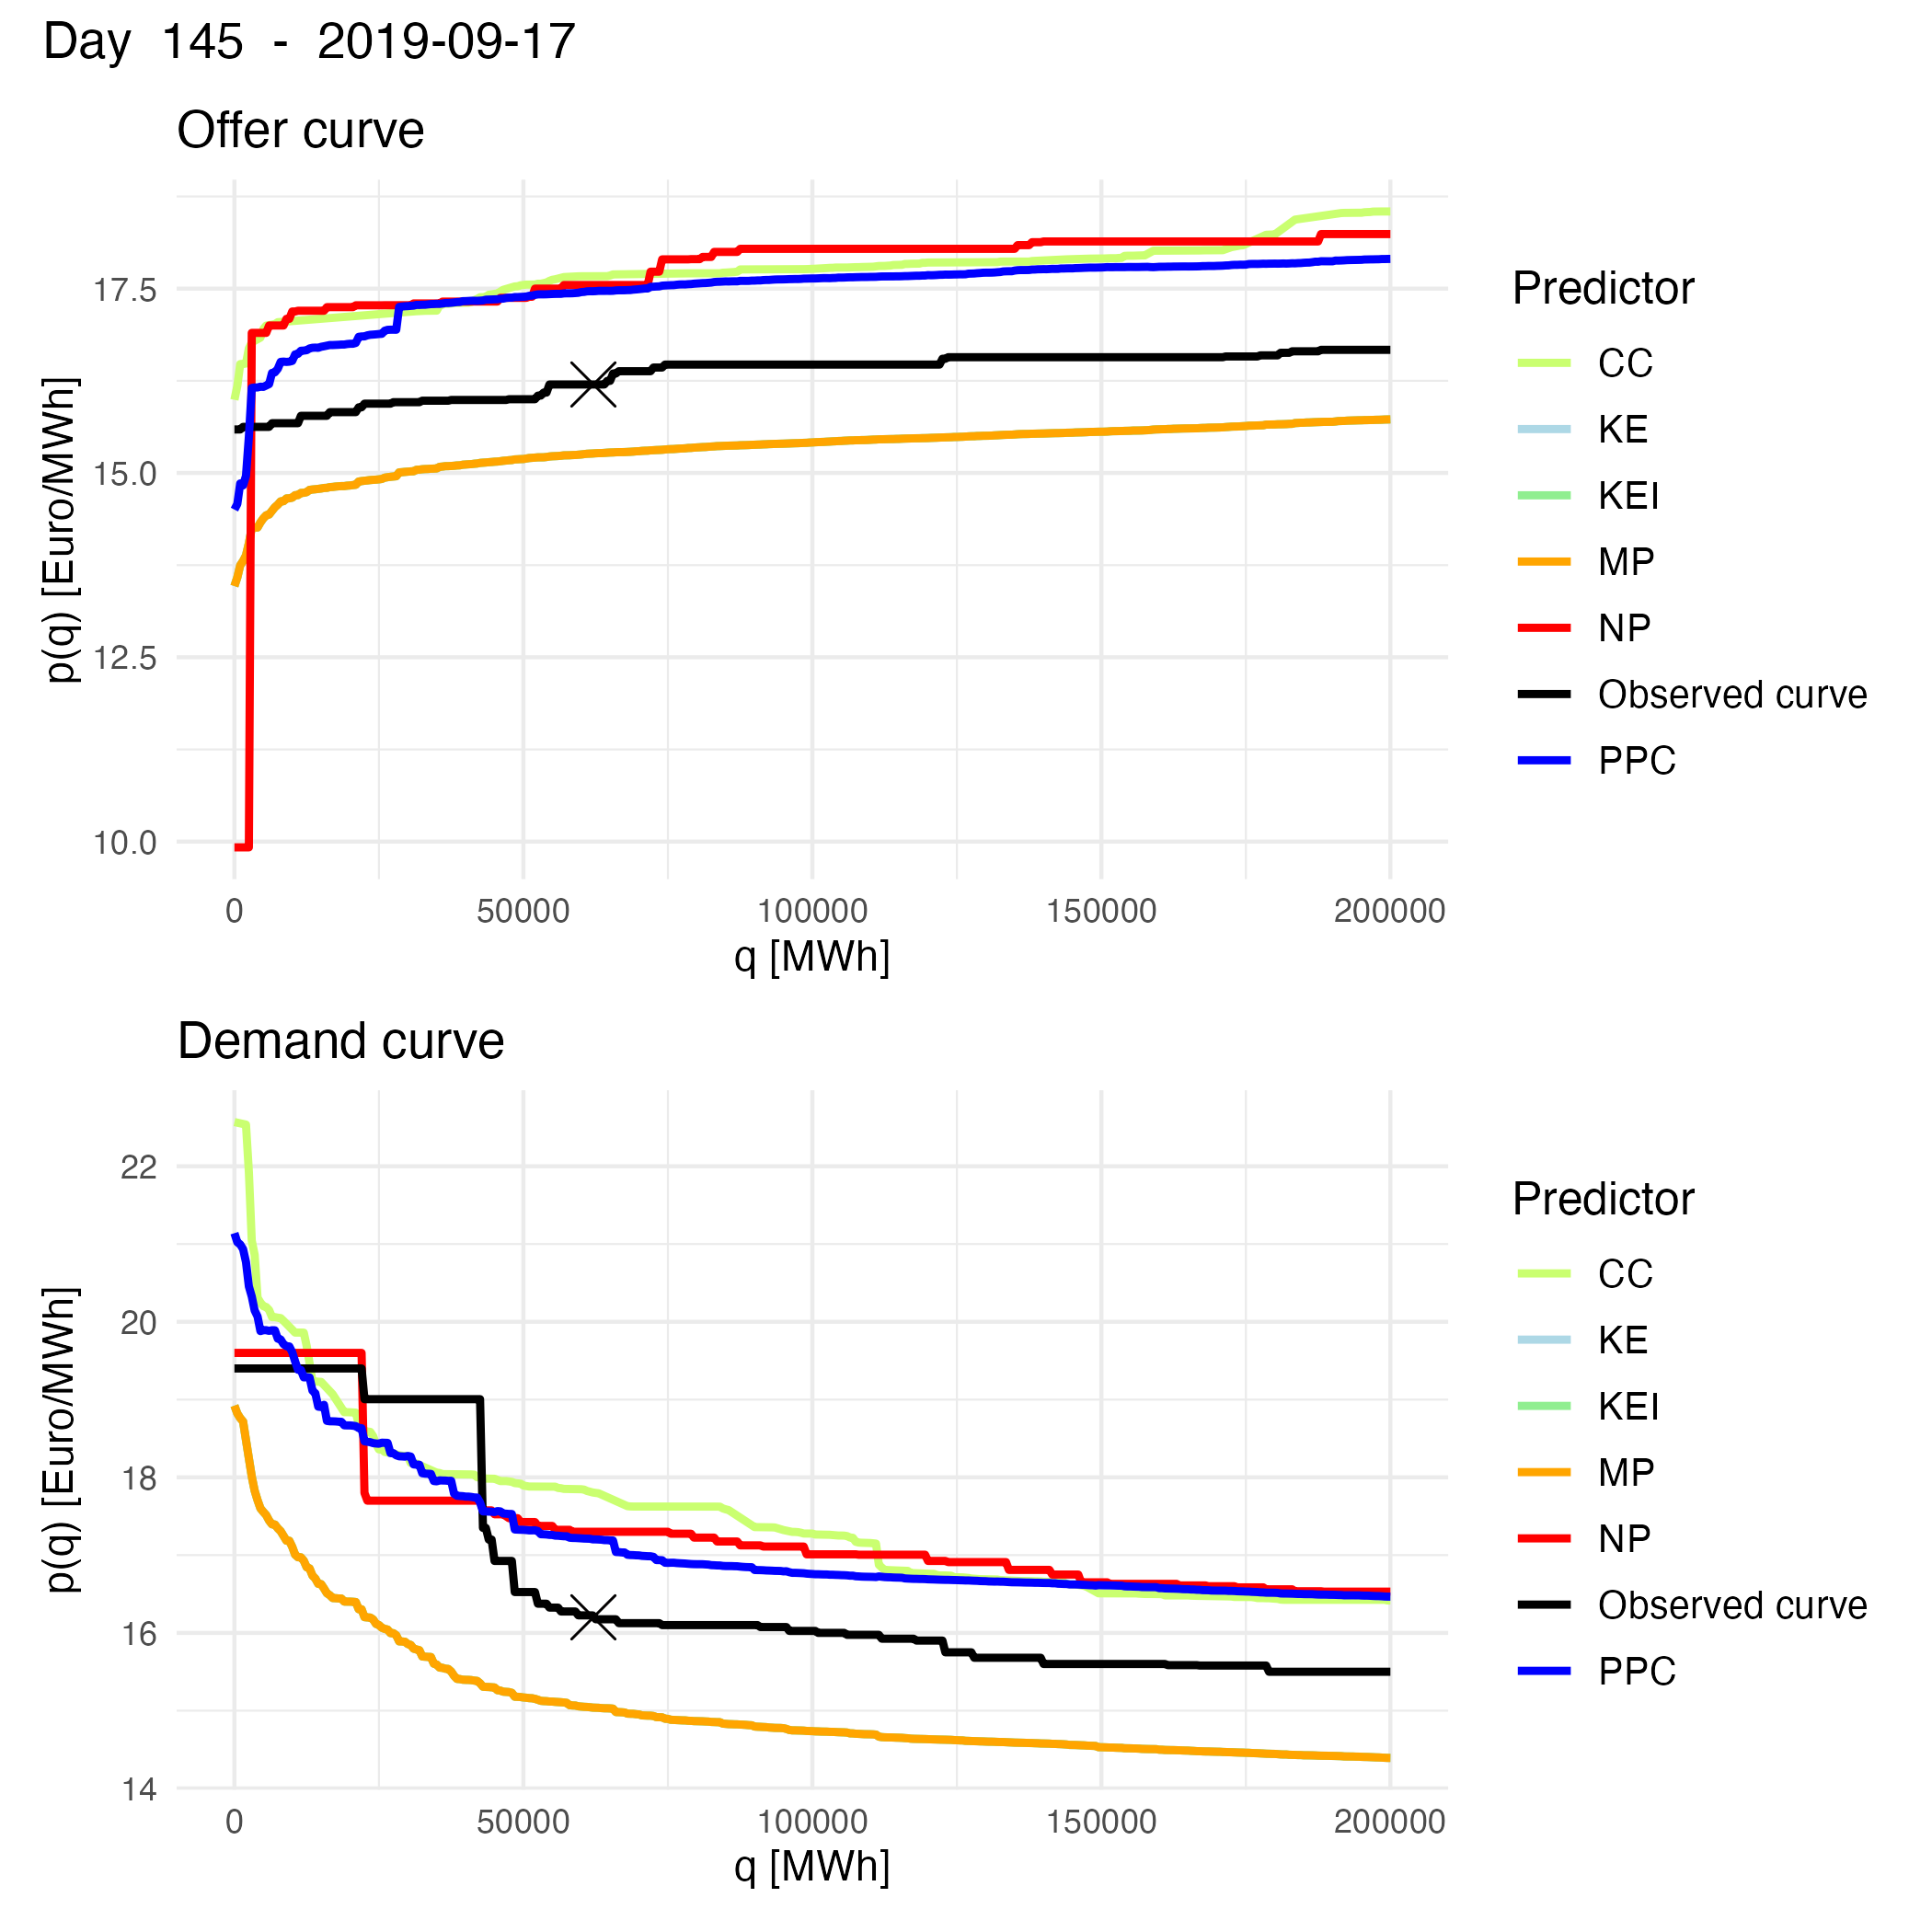 Day 145 - 2019-09-17
Offer curve
17.5
15.0
12.5
10.0
p(q) [Euro/MWh]
0 50000 100000 150000 200000
q [MWh]
Predictor
CC
KE
KEI
MP
NP
Observed curve
PPC
Demand curve
22
20
18
16
14
p(q) [Euro/MWh]
0 50000 100000 150000 200000
q [MWh]
Predictor
CC
KE
KEI
MP
NP
Observed curve
PPC